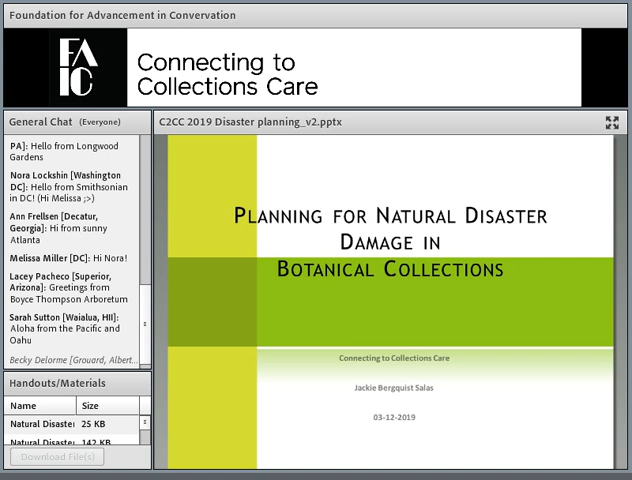 Foundation for Advancement in Convervation
FA
IC
Connecting to
Collections Care
General Chat (Everyone)
PA]: Hello from Longwood
Gardens
Nora Lockshin [Washington
DC]: Hello from Smithsonian
in DC! (Hi Melissa ;>)
Ann Frellsen [Decatur,
Georgia]: Hi from sunny
Atlanta
Melissa Miller [DC]: Hi Nora!
Lacey Pacheco [Superior,
Arizona]: Greetings from
Boyce Thompson Arboretum
Sarah Sutton [Waialua, HI]:
Aloha from the Pacific and
Oahu
Becky Delorme [Grouard, Albert...
Handouts/Materials
Name Size
Natural Disaster 25 KB
Natural Disaster 142 KB
Download File(s)
C2CC 2019 Disaster planning_v2.pptx
Planning for Natural Disaster
Damage in
Botanical Collections
Connecting to Collections Care
Jackie Bergquist Salas
03-12-2019